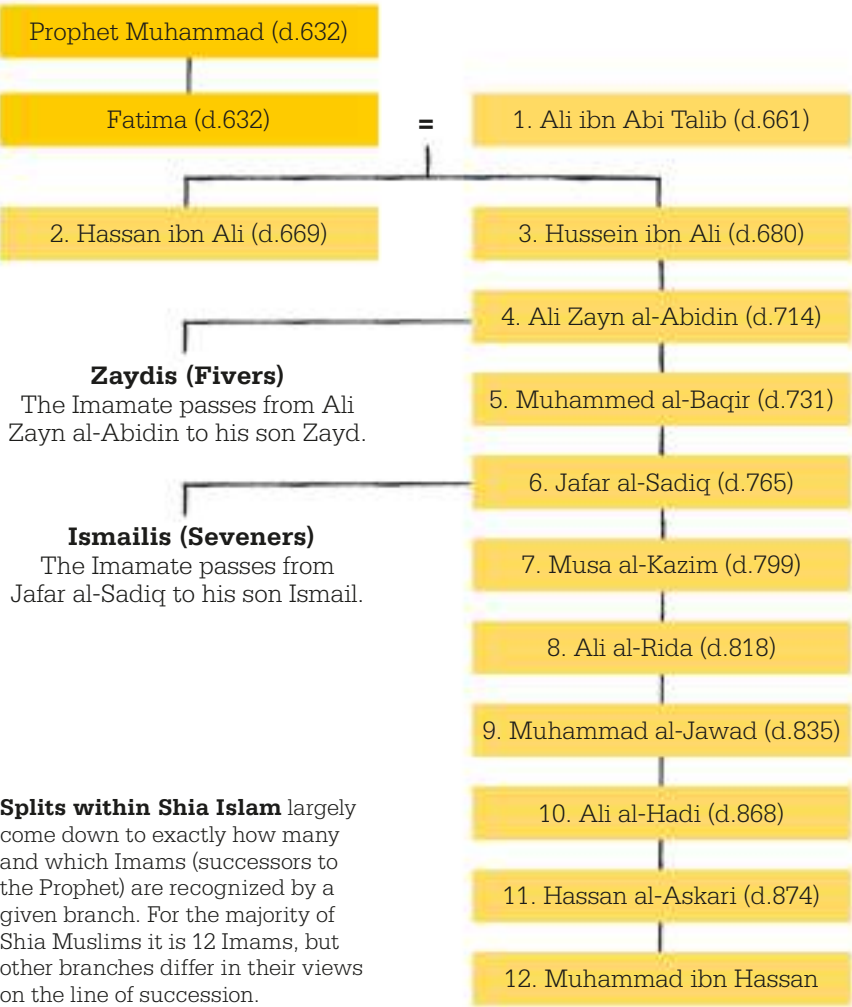 Prophet Muhammad (d.632)
Fatima (d.632)
=
1. Ali ibn Abi Talib (d.661)
2. Hassan ibn Ali (d.669)
3. Hussein ibn Ali (d.680)
4. Ali Zayn al-Abidin (d.714)
Zaydis (Fivers)
The Imamate passes from Ali
Zayn al-Abidin to his son Zayd.
5. Muhammed al-Baqir (d.731)
6. Jafar al-Sadiq (d.765)
Ismailis (Seveners)
The Imamate passes from
Jafar al-Sadiq to his son Ismail.
7. Musa al-Kazim (d.799)
8. Ali al-Rida (d.818)
9. Muhammad al-Jawad (d.835)
10. Ali al-Hadi (d.868)
11. Hassan al-Askari (d.874)
12. Muhammad ibn Hassan
Splits within Shia Islam largely
come down to exactly how many
and which Imams (successors to
the Prophet) are recognized by a
given branch. For the majority of
Shia Muslims it is 12 Imams, but
other branches differ in their views
on the line of succession.